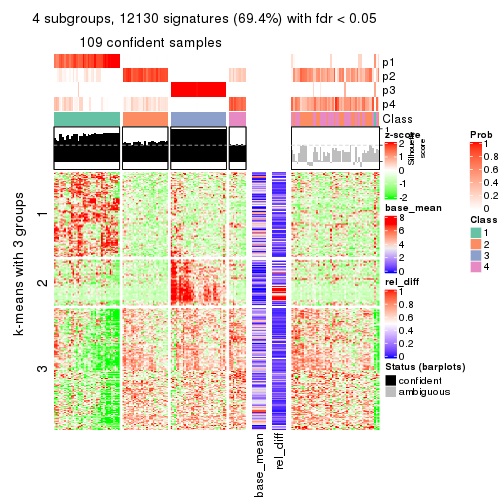 4 subgroups, 12130 signatures (69.4%) with fdr < 0.05
109 confident samples
p1
p2
p3
p4
Class
1
Silhouette
score
k-means with 3 groups
1
2
3
base_mean
rel_diff
z-score
2
1
0
-1
-2
base_mean
8
6
4
2
0
rel_diff
1
0.8
0.6
0.4
0.2
0
Status (barplots)
confident
ambiguous
Prob
1
0.8
0.6
0.4
0.2
0
Class
1
2
3
4